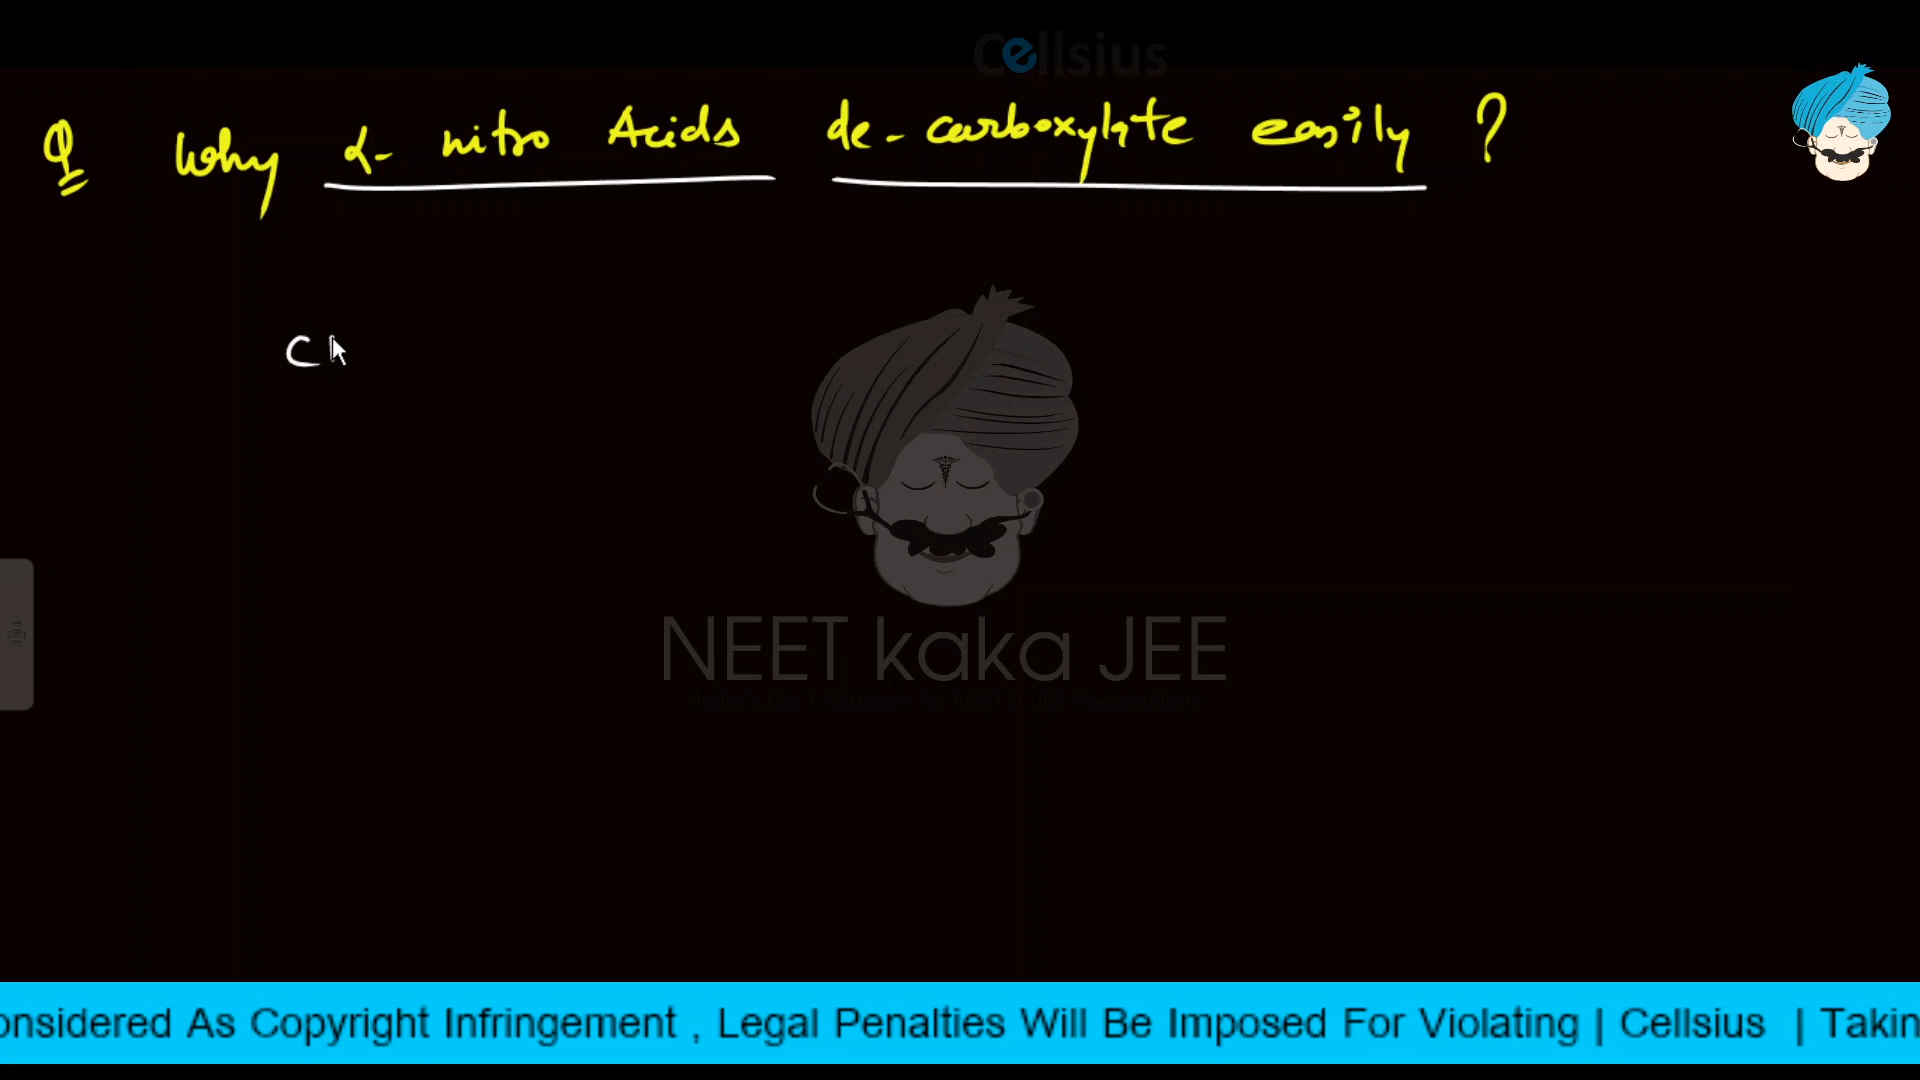 Cellsius
Q Why α- nitro Acids de-carboxylate easily ?
C
NEET kaka JEE
onsidered As Copyright Infringement , Legal Penalties Will Be Imposed For Violating | Cellsius | Takin